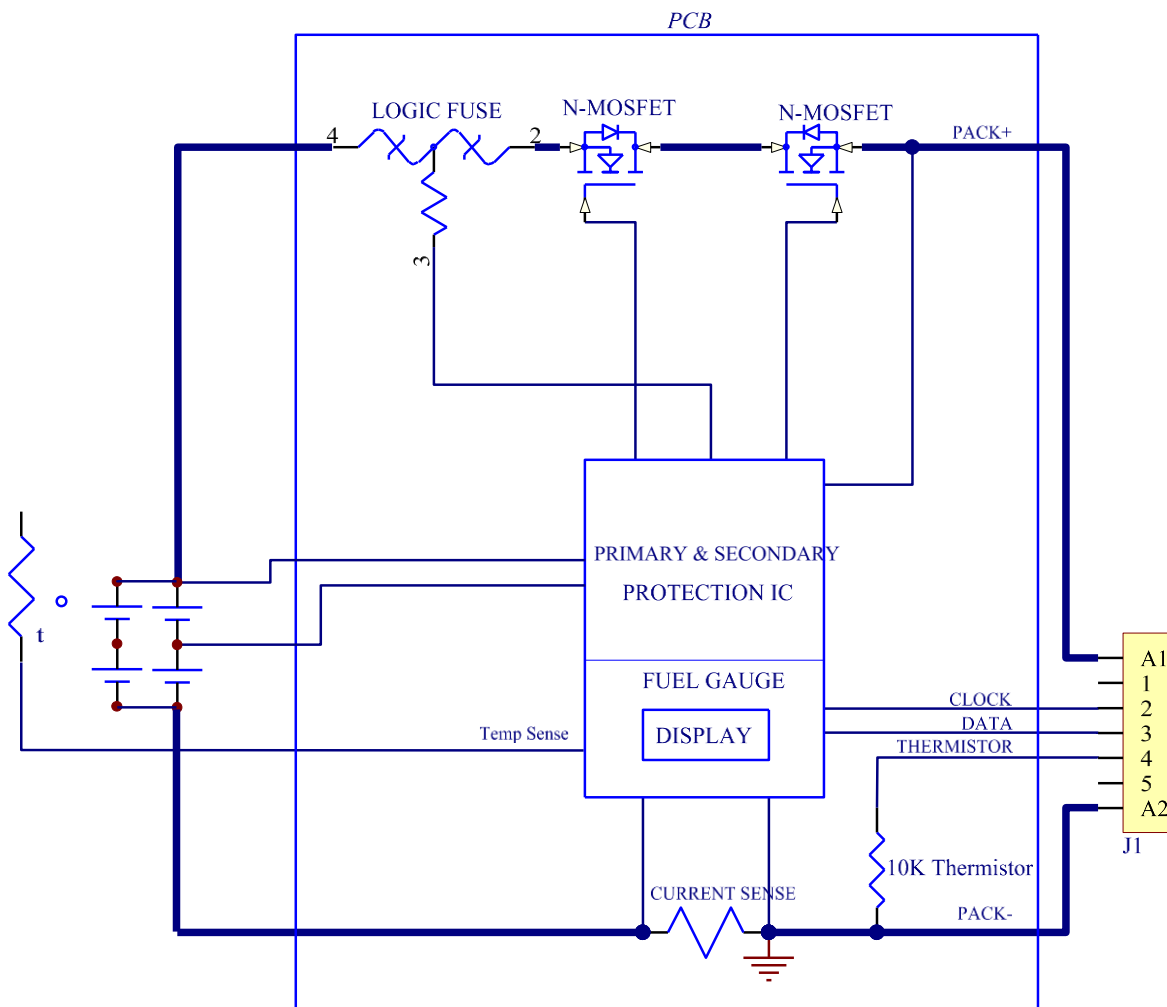 PCB
LOGIC FUSE
N-MOSFET
N-MOSFET
4
2
PACK+
3
PRIMARY & SECONDARY
PROTECTION IC
t
FUEL GAUGE
DISPLAY
Temp Sense
CLOCK
DATA
THERMISTOR
A1
1
2
3
4
5
A2
J1
10K Thermistor
CURRENT SENSE
PACK-